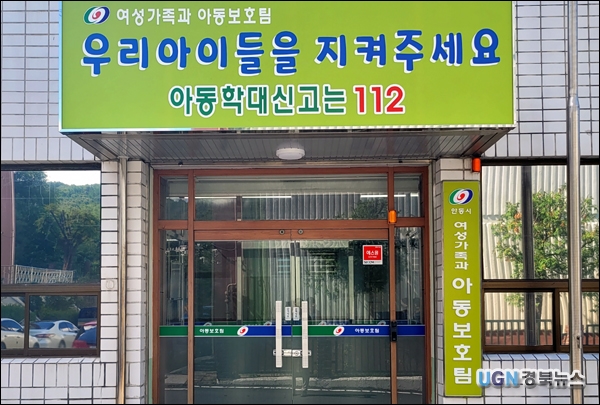 여성가족과 아동보호팀
우리아이들을 지켜주세요
아동학대신고는 112
안동시
여성가족과 아동보호팀
에스원
아동보호팀
아동보호팀
UGN경북뉴스